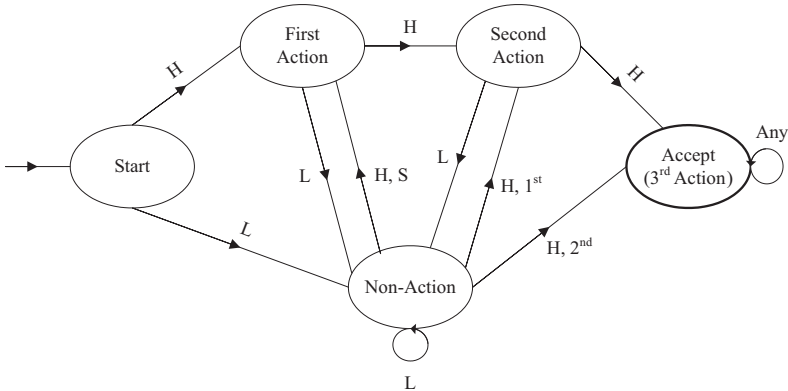 First
Action
H
Second
Action
H
H
Start
L
H, S
L
H, 1st
Any
Accept
(3rd Action)
L
H, 2nd
Non-Action
L